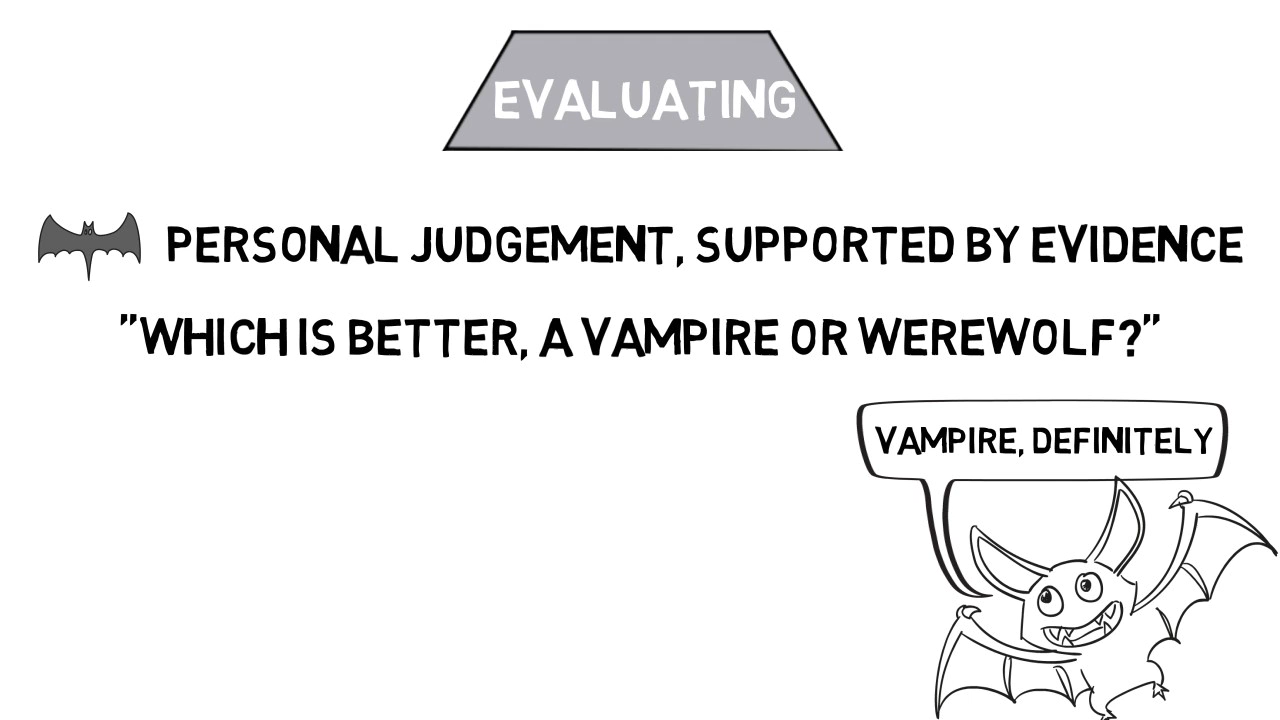 EVALUATING
PERSONAL JUDGEMENT, SUPPORTED BY EVIDENCE
"WHICH IS BETTER, A VAMPIRE OR WEREWOLF?"
VAMPIRE, DEFINITELY